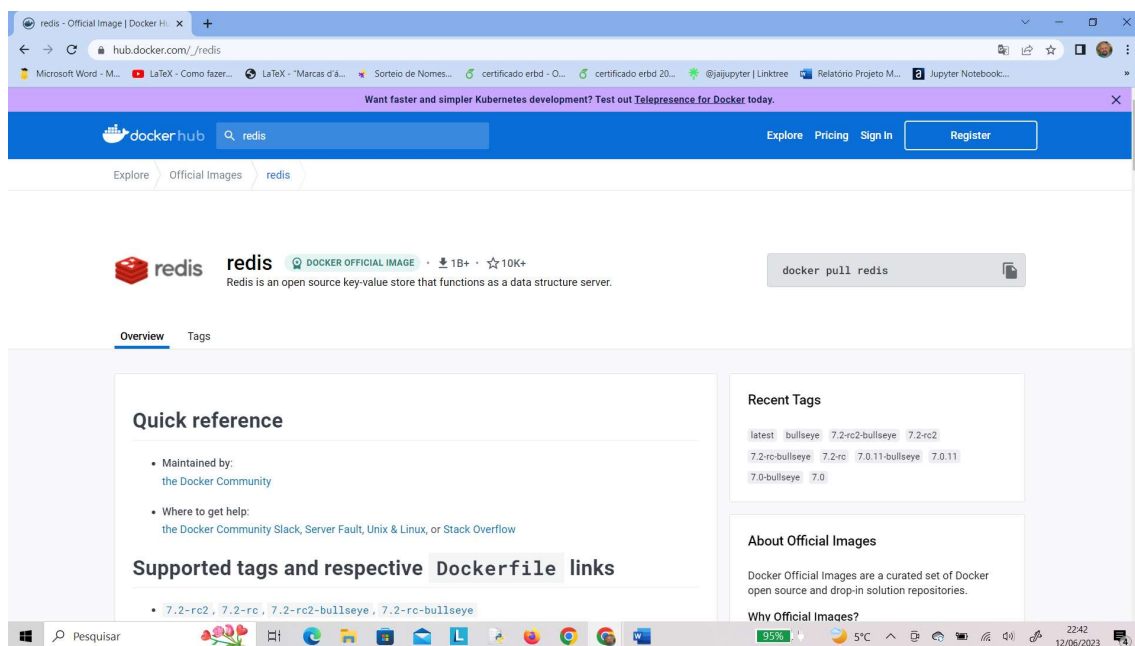 redis - Official Image | Docker Hu
hub.docker.com/_/redis
Microsoft Word - M... LaTeX - Como fazer... LaTeX - "Marcas d'á... Sorteio de Nomes... certificado erbd - O... certificado erbd 20... @jaijupyter | Linktree Relatório Projeto M... Jupyter Notebook:... »
Want faster and simpler Kubernetes development? Test out Telepresence for Docker today.
dockerhub redis Explore Pricing Sign In Register
Explore Official Images redis
redis redis DOCKER OFFICIAL IMAGE · 1B+ · 10K+
Redis is an open source key-value store that functions as a data structure server.
docker pull redis
Overview Tags
Quick reference
• Maintained by:
the Docker Community
• Where to get help:
the Docker Community Slack, Server Fault, Unix & Linux, or Stack Overflow
Supported tags and respective Dockerfile links
• 7.2-rc2, 7.2-rc, 7.2-rc2-bullseye, 7.2-rc-bullseye
Recent Tags
latest bullseye 7.2-rc2-bullseye 7.2-rc2
7.2-rc-bullseye 7.2-rc 7.0.11-bullseye 7.0.11
7.0-bullseye 7.0
About Official Images
Docker Official Images are a curated set of Docker
open source and drop-in solution repositories.
Why Official Images?
Pesquisar 95% 5°C 22:42
12/06/2023 4